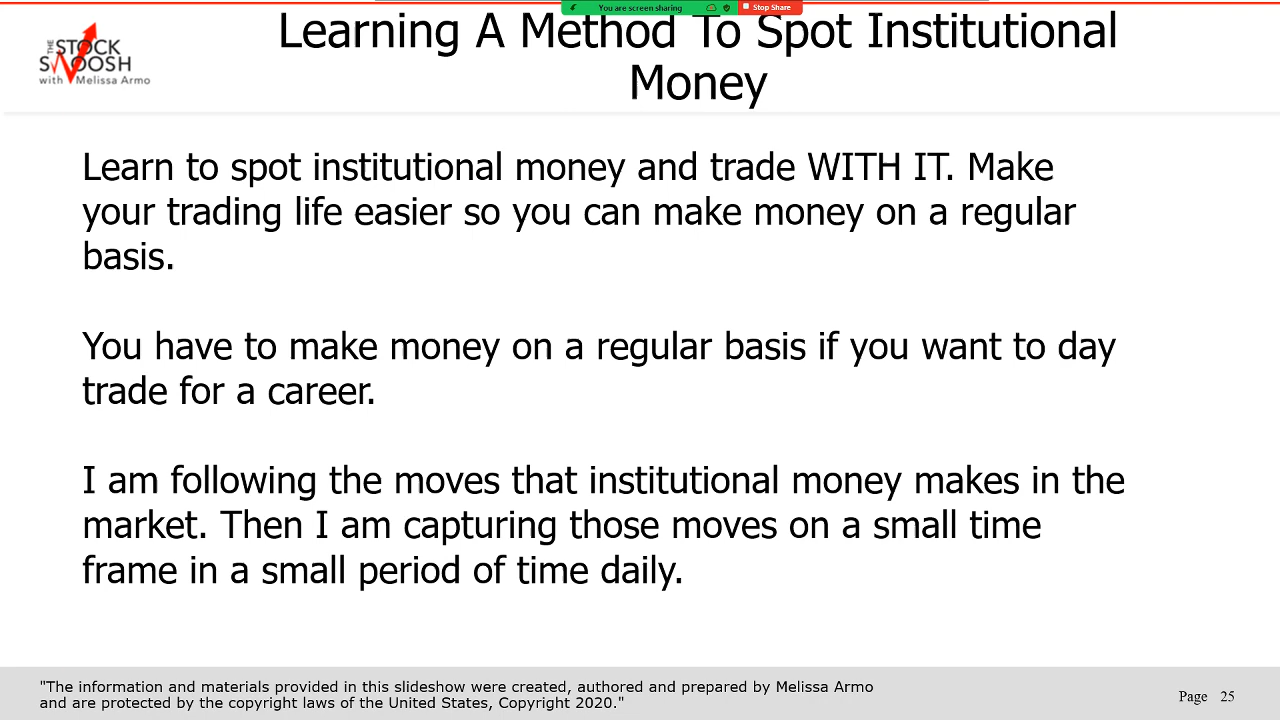 You are screen sharing
Stop Share
Learning A Method To Spot Institutional
Money
THE
STOCK
SWOOSH
with Melissa Armo
Learn to spot institutional money and trade WITH IT. Make
your trading life easier so you can make money on a regular
basis.
You have to make money on a regular basis if you want to day
trade for a career.
I am following the moves that institutional money makes in the
market. Then I am capturing those moves on a small time
frame in a small period of time daily.
"The information and materials provided in this slideshow were created, authored and prepared by Melissa Armo
and are protected by the copyright laws of the United States, Copyright 2020."
Page 25